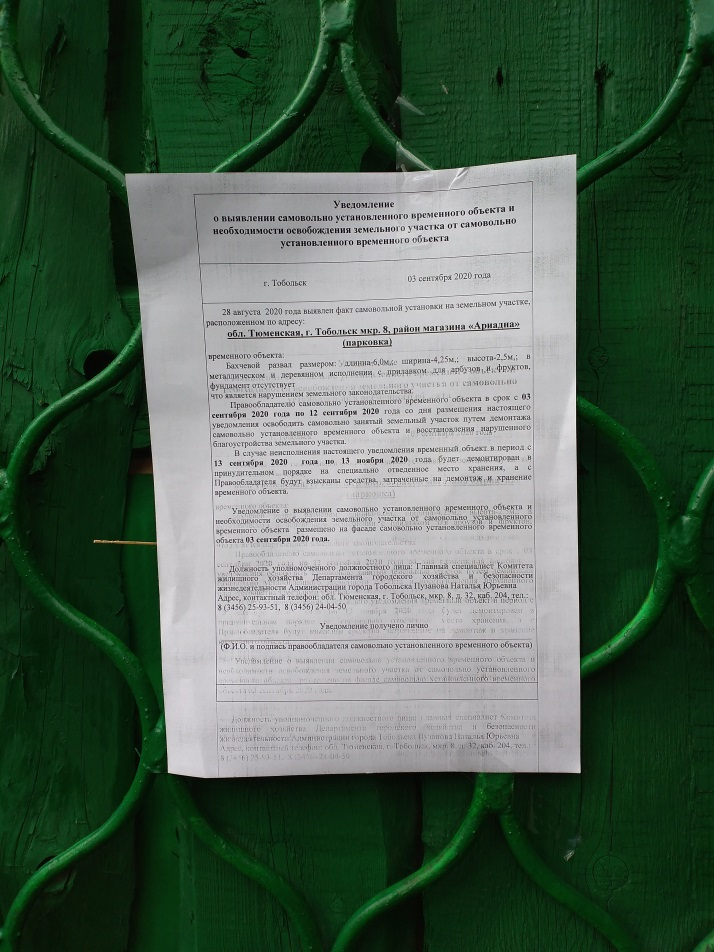 Уведомление
о выявлении самовольно установленного временного объекта и
необходимости освобождения земельного участка от самовольно
установленного временного объекта
г. Тобольск 03 сентября 2020 года
28 августа 2020 года выявлен факт самовольной установки на земельном участке,
расположенном по адресу:
обл. Тюменская, г. Тобольск мкр. 8, район магазина «Ариадна»
(парковка)
временного объекта:
Бахчевой развал размером: длинна-6,0м., ширина-4,25м,; высота-2,5м,; в
металлическом и деревянном исполнении с прилавком для арбузов и фруктов,
фундамент отсутствует
что является нарушением земельного законодательства.
Правообладателю самовольно установленного временного объекта в срок с 03
сентября 2020 года по 12 сентября 2020 года со дня размещения настоящего
уведомления освободить самовольно занятый земельный участок путем демонтажа
самовольно установленного временного объекта и восстановления нарушенного
благоустройства земельного участка.
В случае неисполнения настоящего уведомления временный объект в период с
13 сентября 2020 года по 13 ноября 2020 года будет демонтирован в
принудительном порядке на специально отведенное место хранения, а с
Правообладателя будут взысканы средства, затраченные на демонтаж и хранение
временного объекта.
Уведомление о выявлении самовольно установленного временного объекта и
необходимости освобождения земельного участка от самовольно установленного
временного объекта размещено на фасаде самовольно установленного временного
объекта 03 сентября 2020 года.
Должность уполномоченного должностного лица: Главный специалист Комитета
жилищного хозяйства Департамента городского хозяйства и безопасности
жизнедеятельности Администрации города Тобольска Пузанова Наталья Юрьевна
Адрес, контактный телефон: обл. Тюменская, г. Тобольск, мкр. 8, д. 32, каб. 204, тел.:
8 (3456) 25-93-51, 8 (3456) 24-04-50
Уведомление получено лично
(Ф.И.О. и подпись правообладателя самовольно установленного временного объекта)